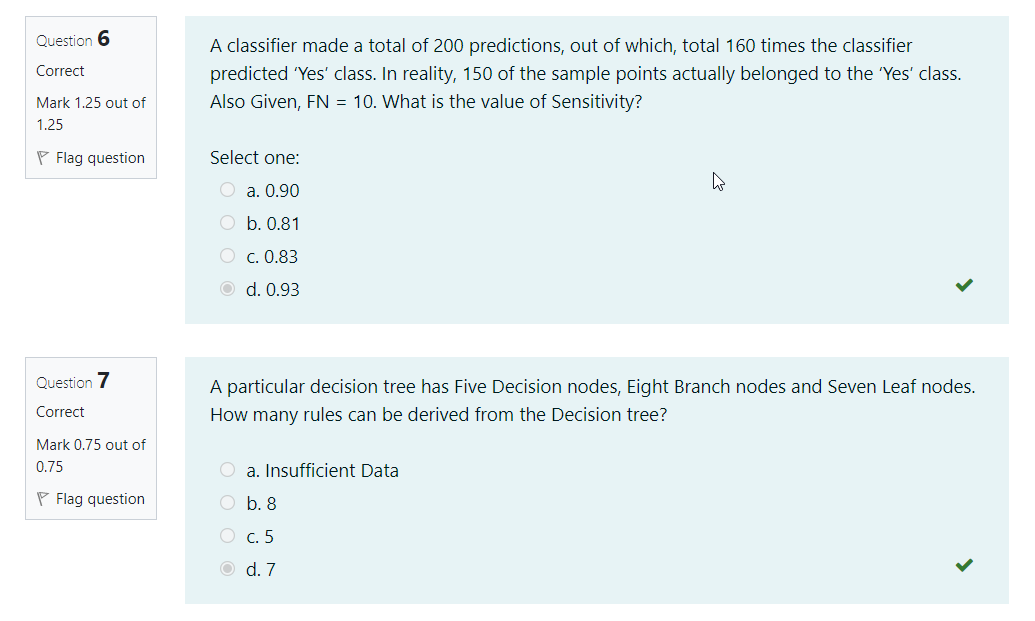 Question 6
Correct
Mark 1.25 out of
1.25
Flag question
A classifier made a total of 200 predictions, out of which, total 160 times the classifier
predicted ‘Yes’ class. In reality, 150 of the sample points actually belonged to the ‘Yes’ class.
Also Given, FN = 10. What is the value of Sensitivity?
Select one:
a. 0.90
b. 0.81
c. 0.83
d. 0.93
Question 7
Correct
Mark 0.75 out of
0.75
Flag question
A particular decision tree has Five Decision nodes, Eight Branch nodes and Seven Leaf nodes.
How many rules can be derived from the Decision tree?
a. Insufficient Data
b. 8
c. 5
d. 7